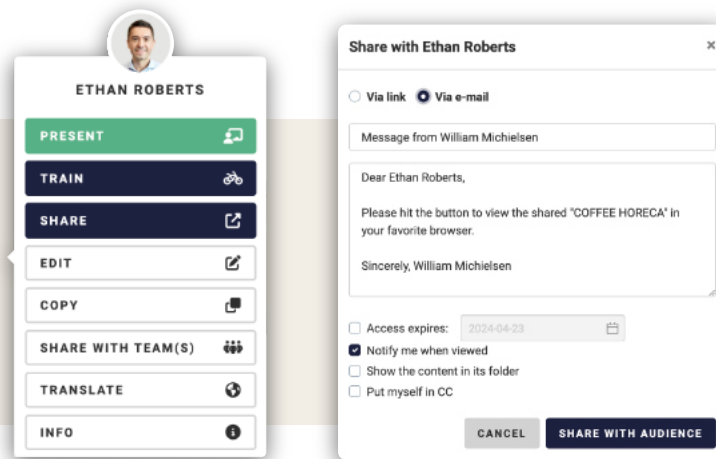 ETHAN ROBERTS
PRESENT
TRAIN
SHARE
EDIT
COPY
SHARE WITH TEAM(S)
TRANSLATE
INFO
Share with Ethan Roberts
Via link Via e-mail
Message from William Michielsen
Dear Ethan Roberts,
Please hit the button to view the shared "COFFEE HORECA" in
your favorite browser.
Sincerely, William Michielsen
Access expires: 2024-04-23
Notify me when viewed
Show the content in its folder
Put myself in CC
CANCEL SHARE WITH AUDIENCE